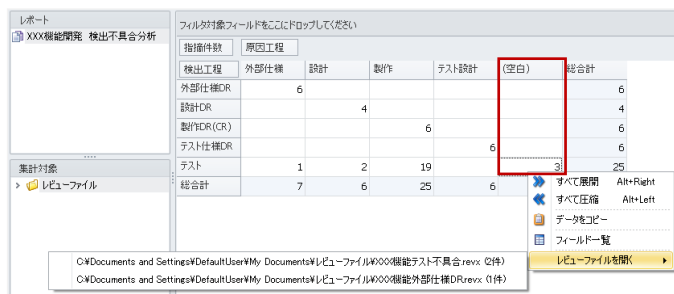 レポート
XXX機能開発 検出不具合分析
フィルタ対象フィールドをここにドロップしてください
指摘件数 原因工程
検出工程 外部仕様 設計 製作 テスト設計 (空白) 総合計
外部仕様DR 6 6
設計DR 4 4
製作DR(CR) 6 6
テスト仕様DR 6 6
テスト 1 2 19 3 25
総合計 7 6 25 6
集計対象
レビューファイル
すべて展開 Alt+Right
すべて圧縮 Alt+Left
データをコピー
フィールド一覧
レビューファイルを開く
C:¥Documents and Settings¥DefaultUser¥My Documents¥レビューファイル¥XXX機能テスト不具合.revx (2件)
C:¥Documents and Settings¥DefaultUser¥My Documents¥レビューファイル¥XXX機能外部仕様DR.revx (1件)